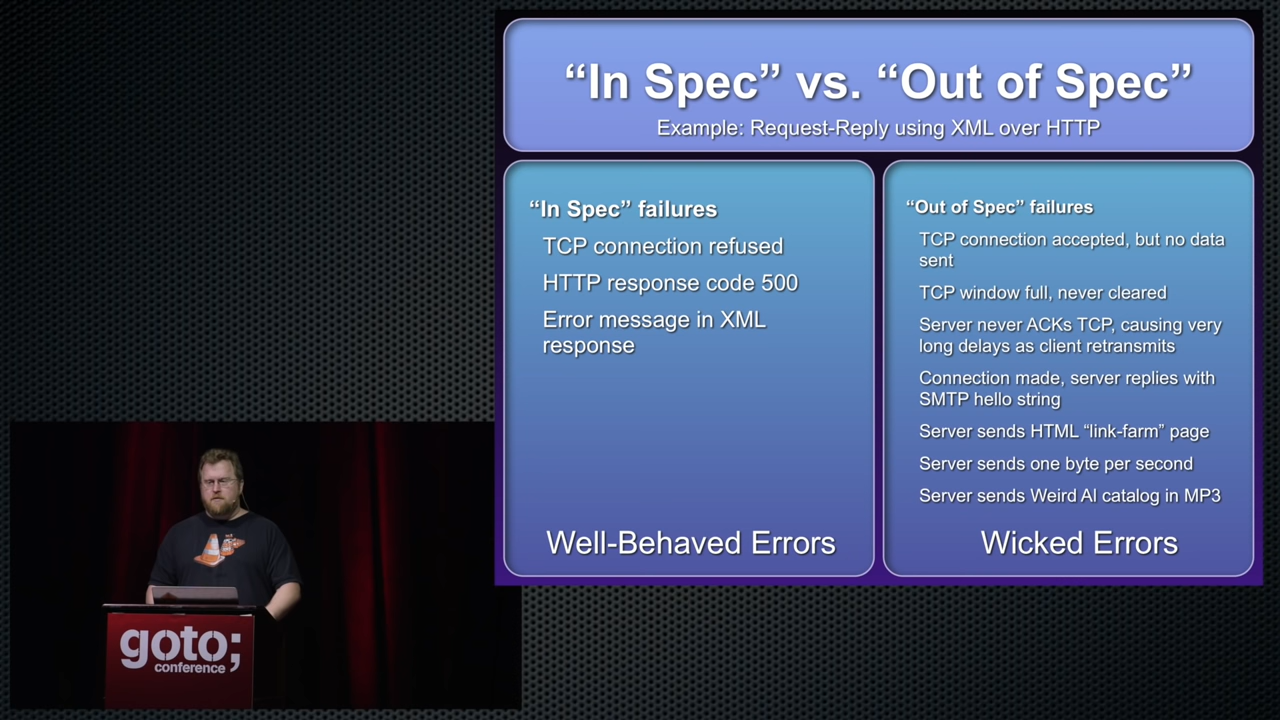 “In Spec” vs. “Out of Spec”
Example: Request-Reply using XML over HTTP
“In Spec” failures
TCP connection refused
HTTP response code 500
Error message in XML
response
Well-Behaved Errors
“Out of Spec” failures
TCP connection accepted, but no data
sent
TCP window full, never cleared
Server never ACKs TCP, causing very
long delays as client retransmits
Connection made, server replies with
SMTP hello string
Server sends HTML “link-farm” page
Server sends one byte per second
Server sends Weird Al catalog in MP3
Wicked Errors
goto;
conference